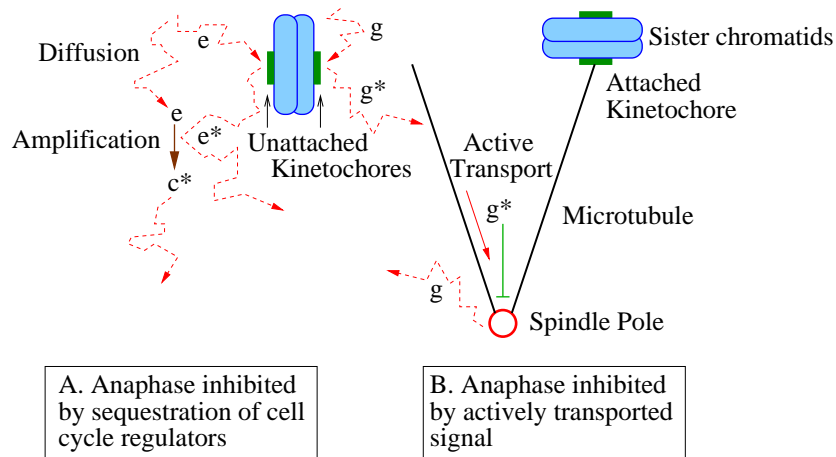 e
g
Sister chromatids
Diffusion
Attached
Kinetochore
g*
e
Amplification
e*
Unattached
Kinetochores
Active
Transport
c*
g*
Microtubule
g
Spindle Pole
A. Anaphase inhibited
by sequestration of cell
cycle regulators
B. Anaphase inhibited
by actively transported
signal